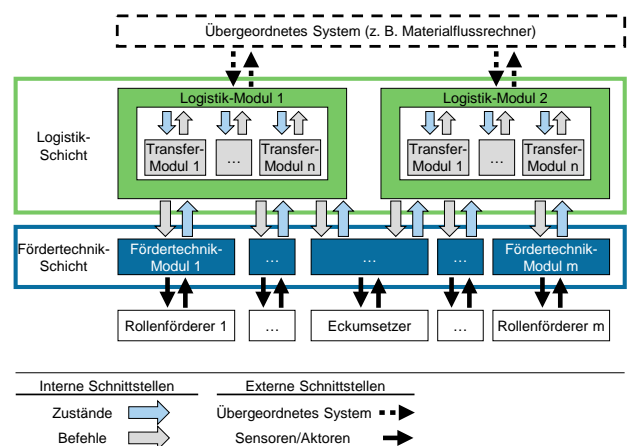 Übergeordnetes System (z. B. Materialflussrechner)
Logistik-Modul 1
Logistik-Modul 2
Logistik-
Schicht
Transfer-
Modul 1
...
Transfer-
Modul n
Transfer-
Modul 1
...
Transfer-
Modul n
Fördertechnik-
Schicht
Fördertechnik-
Modul 1
...
...
...
Fördertechnik-
Modul m
Rollenförderer 1
...
Eckumsetzer
...
Rollenförderer m
Interne Schnittstellen
Externe Schnittstellen
Zustände
Übergeordnetes System
Befehle
Sensoren/Aktoren